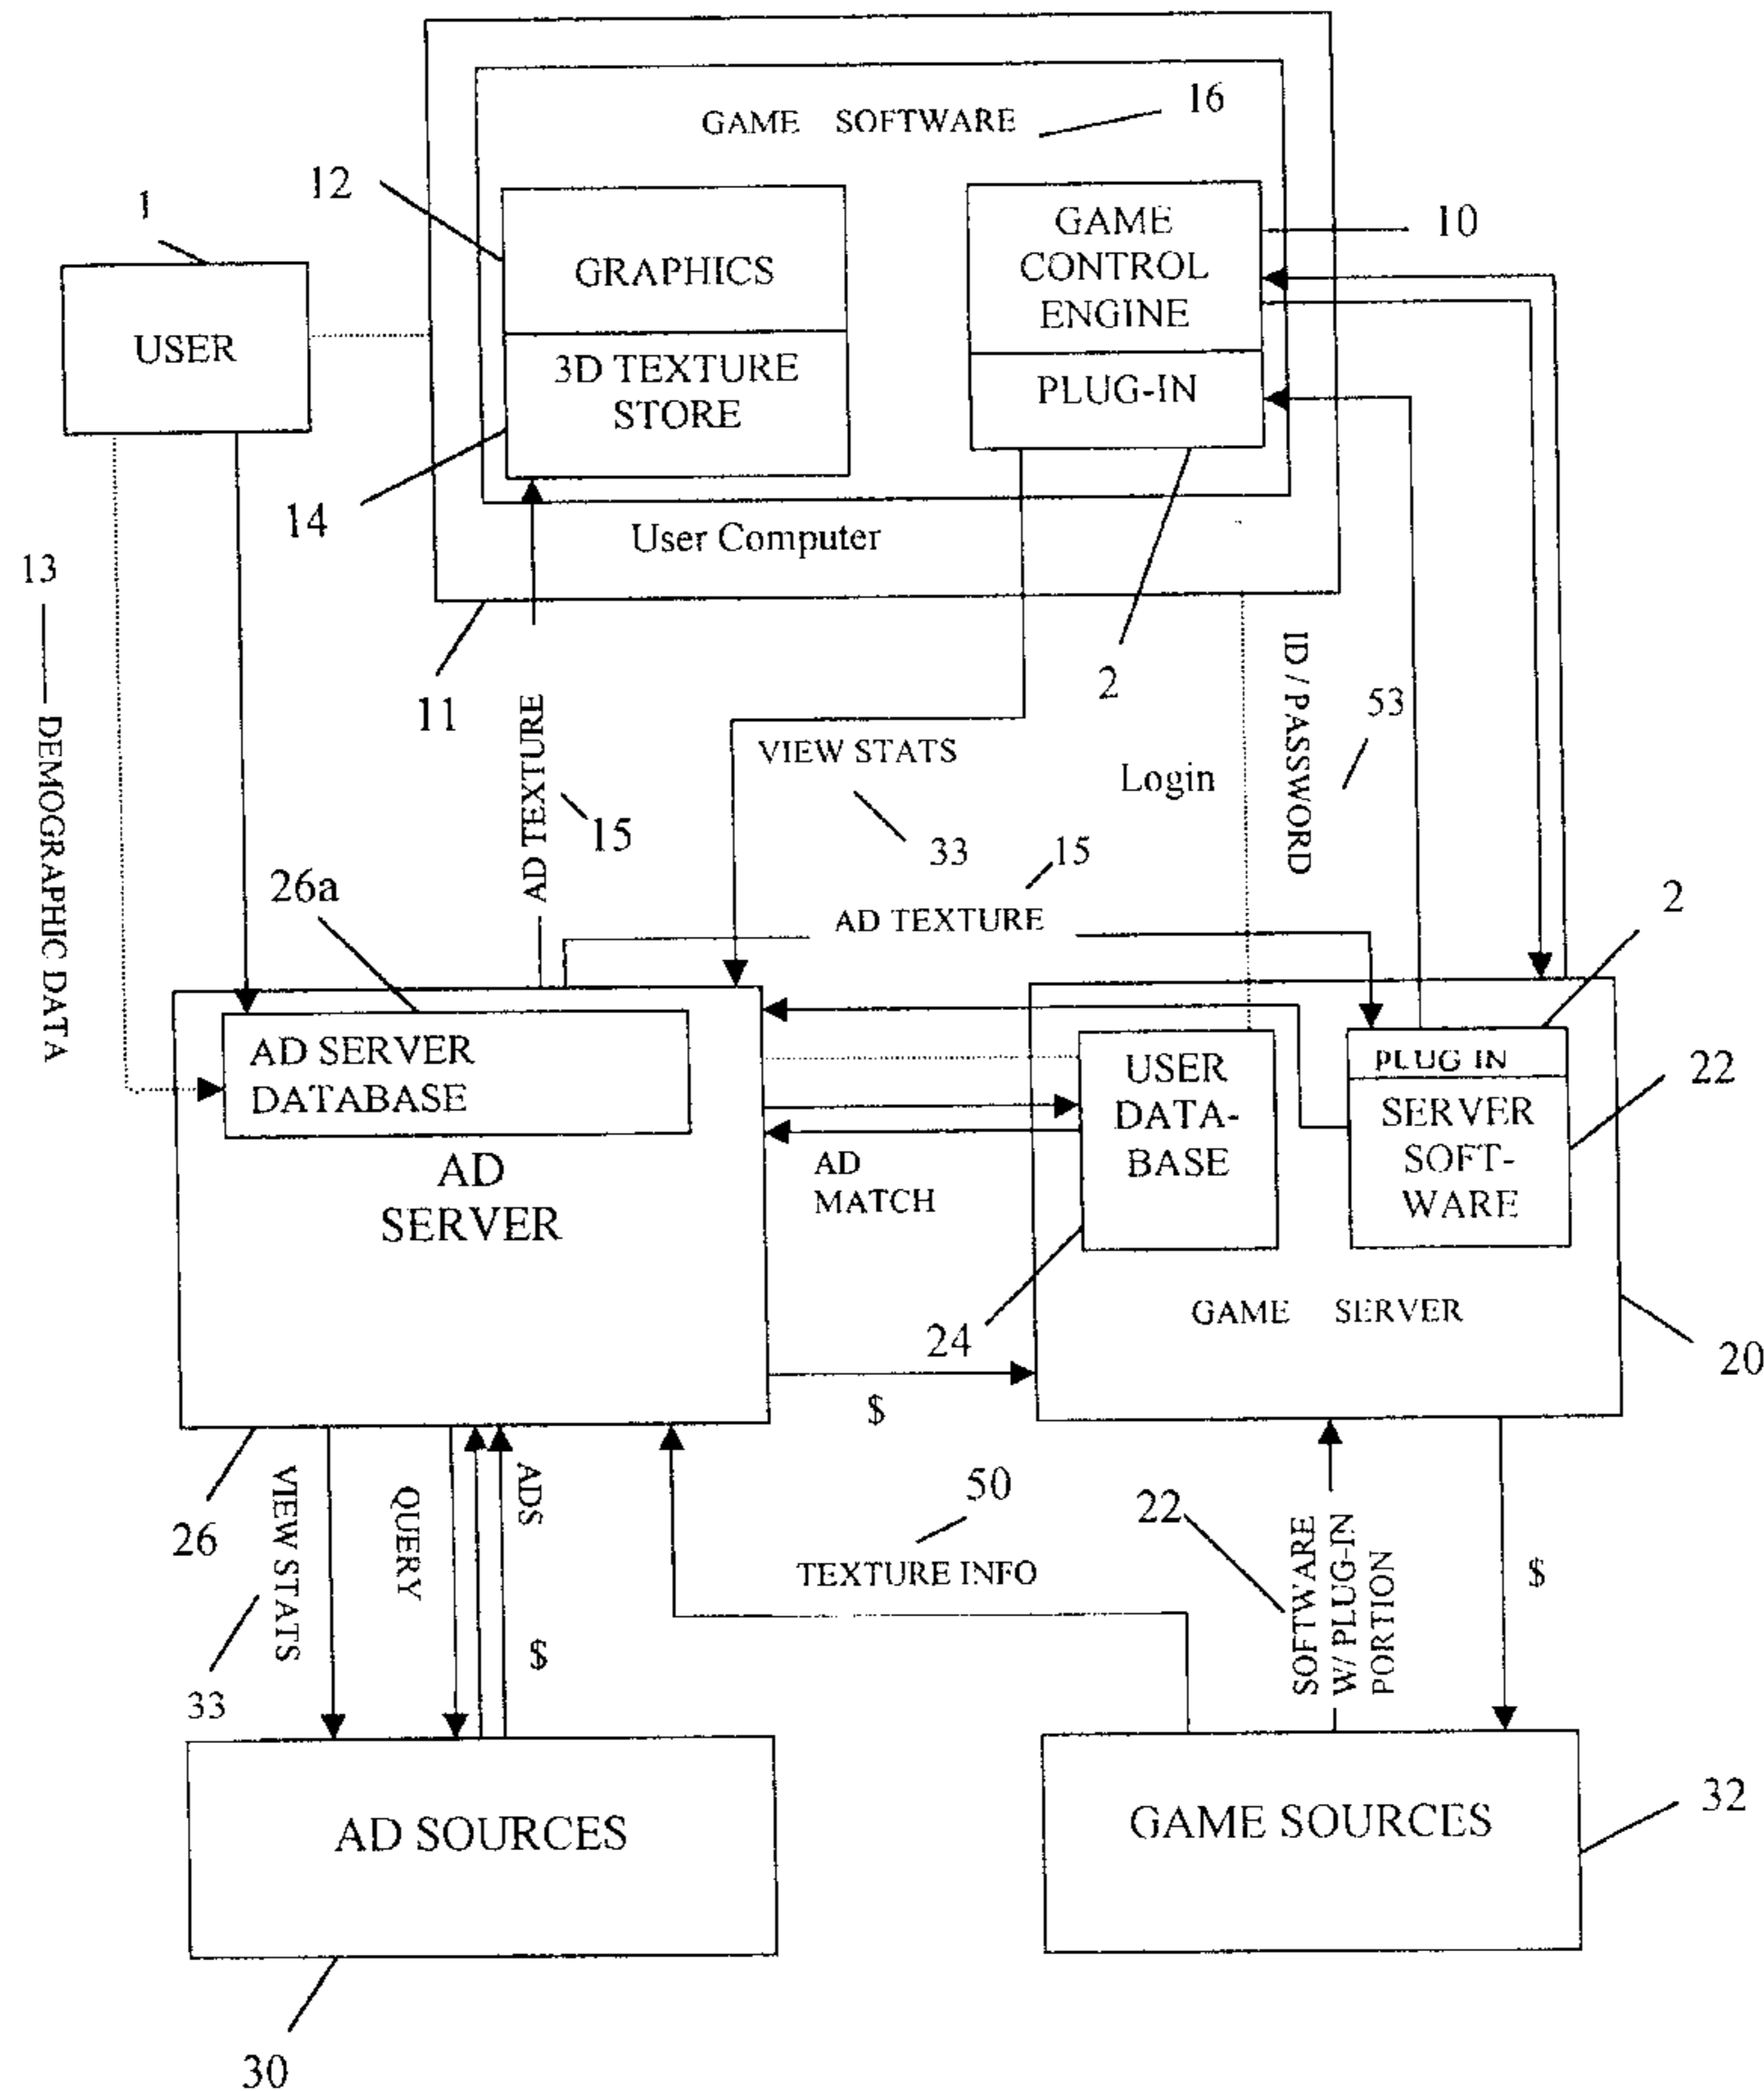 GAME SOFTWARE
16
12
1
GRAPHICS
GAME
CONTROL
ENGINE
10
USER
3D TEXTURE
STORE
PLUG-IN
14
User Computer
13
DEMOGRAPHIC DATA
11
2
ID / PASSWORD
53
AD TEXTURE
15
VIEW STATS
33
Login
15
AD TEXTURE
26a
2
AD SERVER
DATABASE
USER
DATA-
BASE
PLUG IN
SERVER
SOFT-
WARE
22
AD
SERVER
AD
MATCH
24
GAME SERVER
20
$
26
VIEW STATS
33
QUERY
ADS
$
50
TEXTURE INFO
22
SOFTWARE
W/ PLUG-IN
PORTION
$
AD SOURCES
GAME SOURCES
32
30